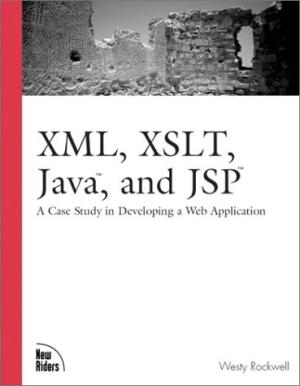 XML, XSLT,
Java™, and JSP™
A Case Study in Developing a Web Application
New
Riders
Westy Rockwell